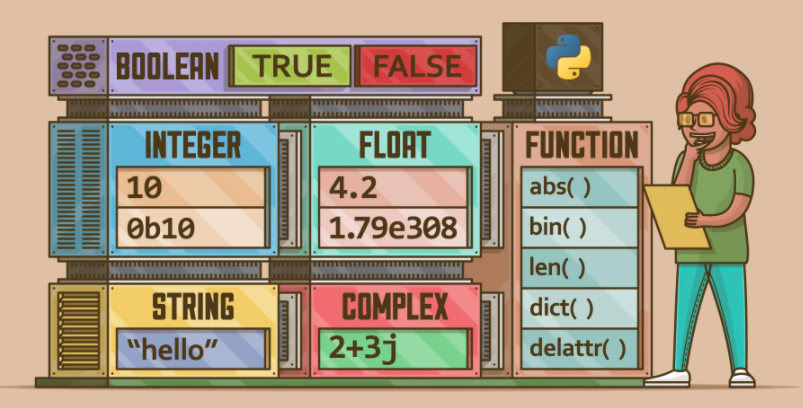 BOOLEAN TRUE FALSE
INTEGER
10
0b10
FLOAT
4.2
1.79e308
FUNCTION
abs( )
bin( )
len( )
dict( )
delattr( )
STRING
“hello”
COMPLEX
2+3j